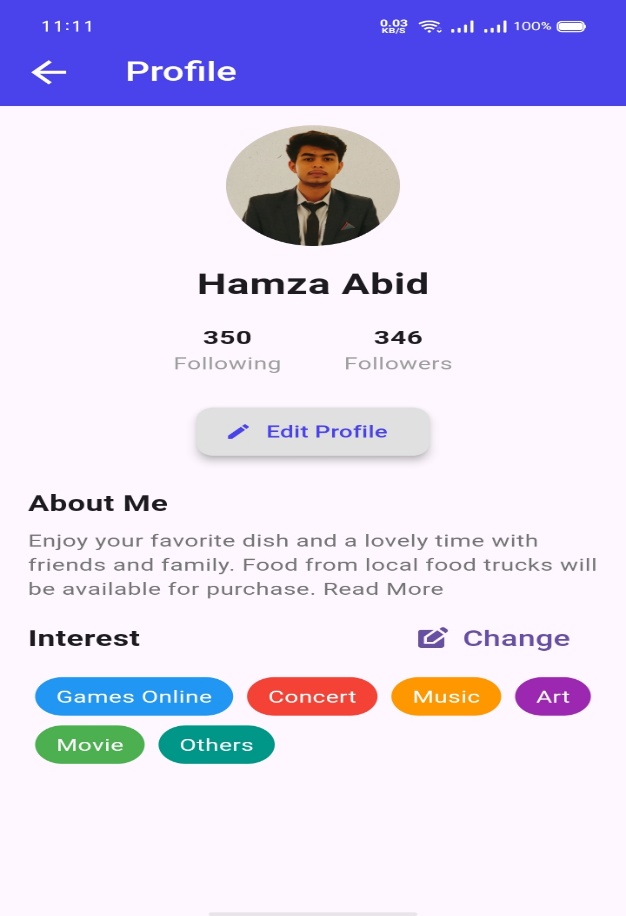 11:11
0.03
KB/S
100%
Profile
Hamza Abid
350 346
Following Followers
Edit Profile
About Me
Enjoy your favorite dish and a lovely time with
friends and family. Food from local food trucks will
be available for purchase. Read More
Interest Change
Games Online Concert Music Art
Movie Others